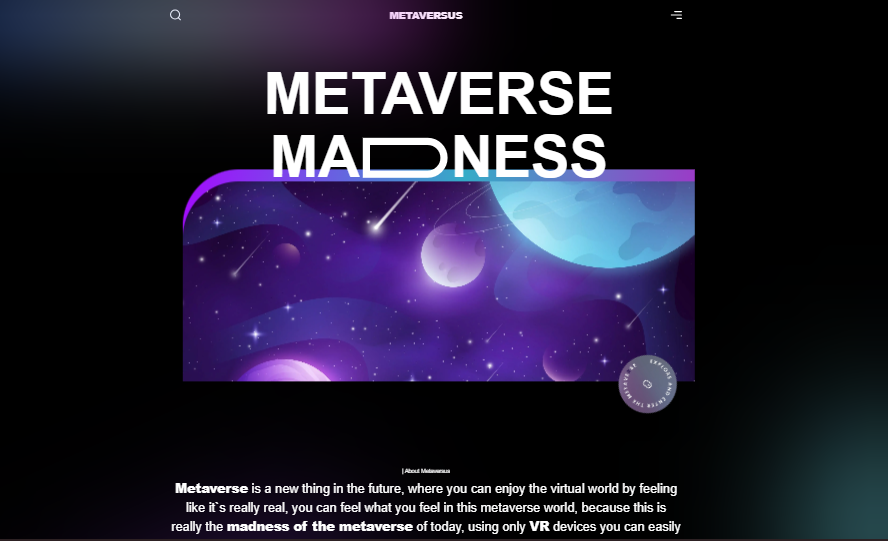 METAVERSUS
METAVERSE
MADNESS
EXPLORE AND ENTER THE METAVERSE
| About Metaversus
Metaverse is a new thing in the future, where you can enjoy the virtual world by feeling
like it`s really real, you can feel what you feel in this metaverse world, because this is
really the madness of the metaverse of today, using only VR devices you can easily